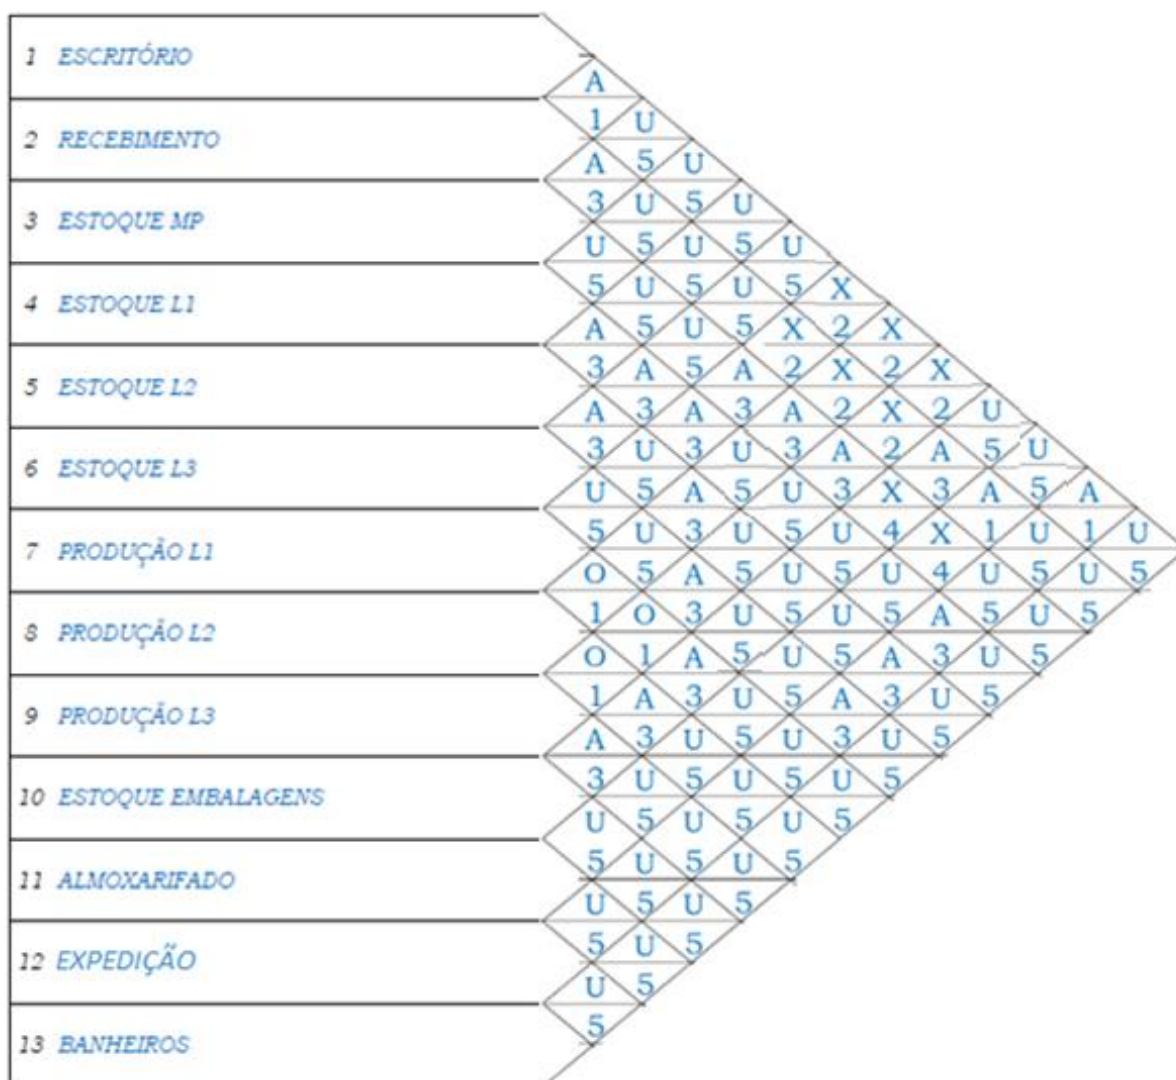 1 ESCRITÓRIO
A
1 U
2 RECEBIMENTO
A 5 U
3 U 5 U
3 ESTOQUE MP
U 5 U 5 U
5 U 5 U 5 X
4 ESTOQUE L1
A 5 U 5 X 2 X
3 A 5 A 2 X 2 X
5 ESTOQUE L2
A 3 A 3 A 2 X 2 U
3 U 3 U 3 A 2 A 5 U
6 ESTOQUE L3
U 5 A 5 U 3 X 3 A 5 A
5 U 3 U 5 U 4 X 1 U 1 U
7 PRODUÇÃO L1
O 5 A 5 U 5 U 4 U 5 U 5
1 O 3 U 5 U 5 A 5 U 5
8 PRODUÇÃO L2
O 1 A 5 U 5 A 3 U 5
1 A 3 U 5 A 3 U 5
9 PRODUÇÃO L3
A 3 U 5 U 3 U 5
3 U 5 U 5 U 5
10 ESTOQUE EMBALAGENS
U 5 U 5 U 5
5 U 5 U 5
11 ALMOXARIFADO
U 5 U 5
5 U 5
12 EXPEDIÇÃO
U 5
5
13 BANHEIROS